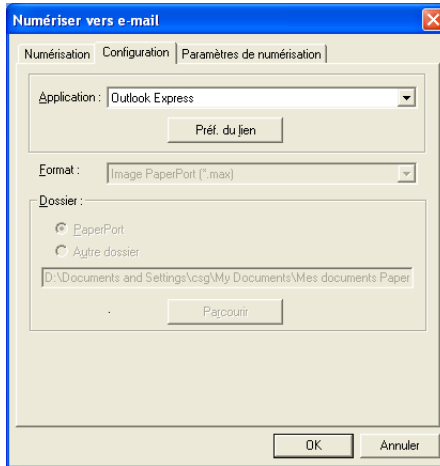 Numériser vers e-mail
Numérisation Configuration Paramètres de numérisation
Application : Outlook Express
Préf. du lien
Format : Image PaperPort (*.max)
Dossier :
PaperPort
Autre dossier
D:\Documents and Settings\csg\My Documents\Mes documents Paper
Parcourir
OK Annuler